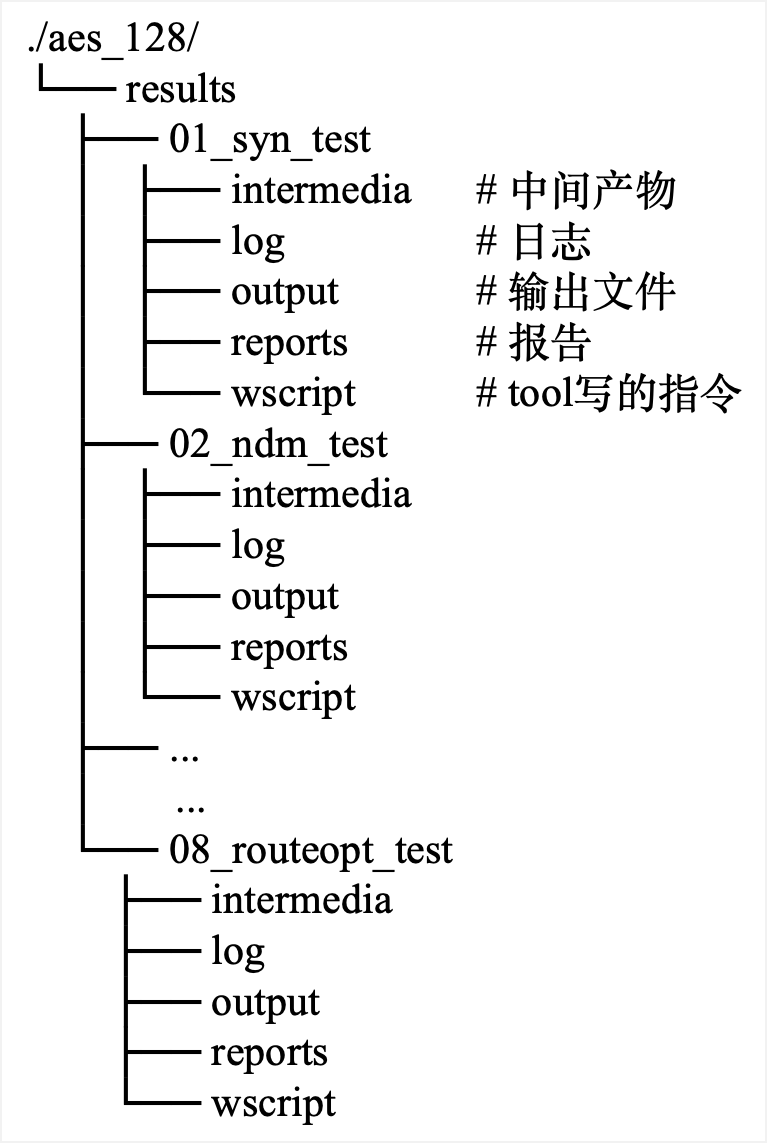 ./aes_128/
results
01_syn_test
intermedia # 中间产物
log # 日志
output # 输出文件
reports # 报告
wscript # tool写的指令
02_ndm_test
intermedia
log
output
reports
wscript
...
...
08_routeopt_test
intermedia
log
output
reports
wscript